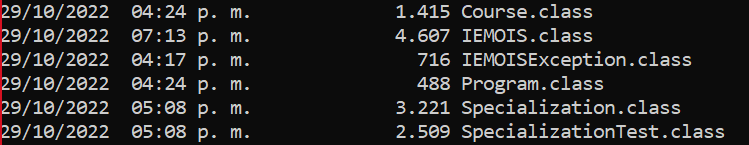 29/10/2022  04:24 p. m.             1.415 Course.class
29/10/2022  07:13 p. m.             4.607 IEMOIS.class
29/10/2022  04:17 p. m.               716 IEMOISException.class
29/10/2022  04:24 p. m.               488 Program.class
29/10/2022  05:08 p. m.             3.221 Specialization.class
29/10/2022  05:08 p. m.             2.509 SpecializationTest.class